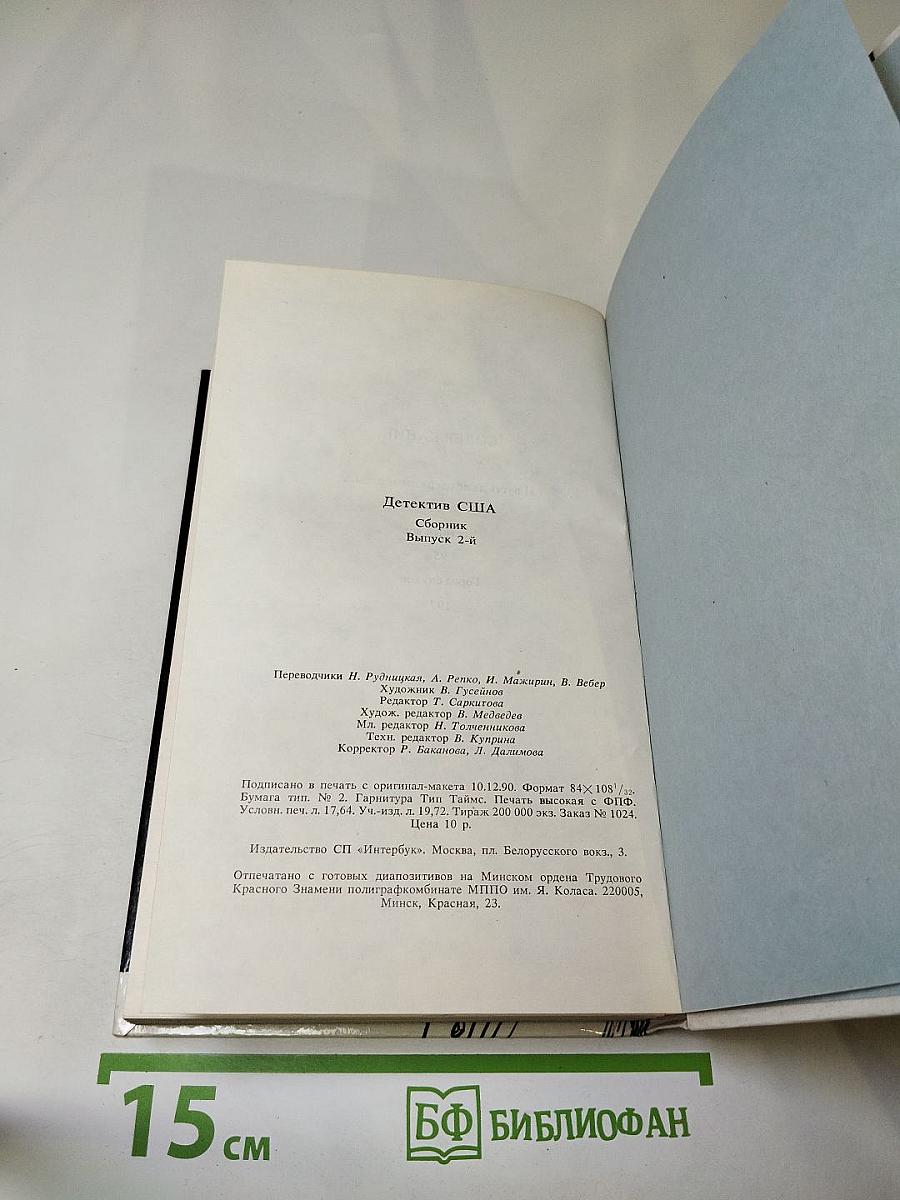 Детектив США
Сборник
Выпуск 2-й
Переводчики Н. Рудницкая, А. Репко, И. Мажирин, В. Вебер
Художник В. Гусейнов
Редактор Т. Саркитова
Худож. редактор В. Медведев
Мл. редактор Н. Толченникова
Техн. редактор В. Куприна
Корректор Р. Баканова, Л. Далимова
Подписано в печать с оригинал-макета 10.12.90. Формат 84×108¹/₃₂.
Бумага тип. № 2. Гарнитура Тип Таймс. Печать высокая с ФПФ.
Условн. печ. л. 17,64. Уч.-изд. л. 19,72. Тираж 200 000 экз. Заказ № 1024.
Цена 10 р.
Издательство СП «Интербук». Москва, пл. Белорусского вокз., 3.
Отпечатано с готовых диапозитивов на Минском ордена Трудового
Красного Знамени полиграфкомбинате МППО им. Я. Коласа. 220005,
Минск, Красная, 23.
15 см
БФ БИБЛИОФАН